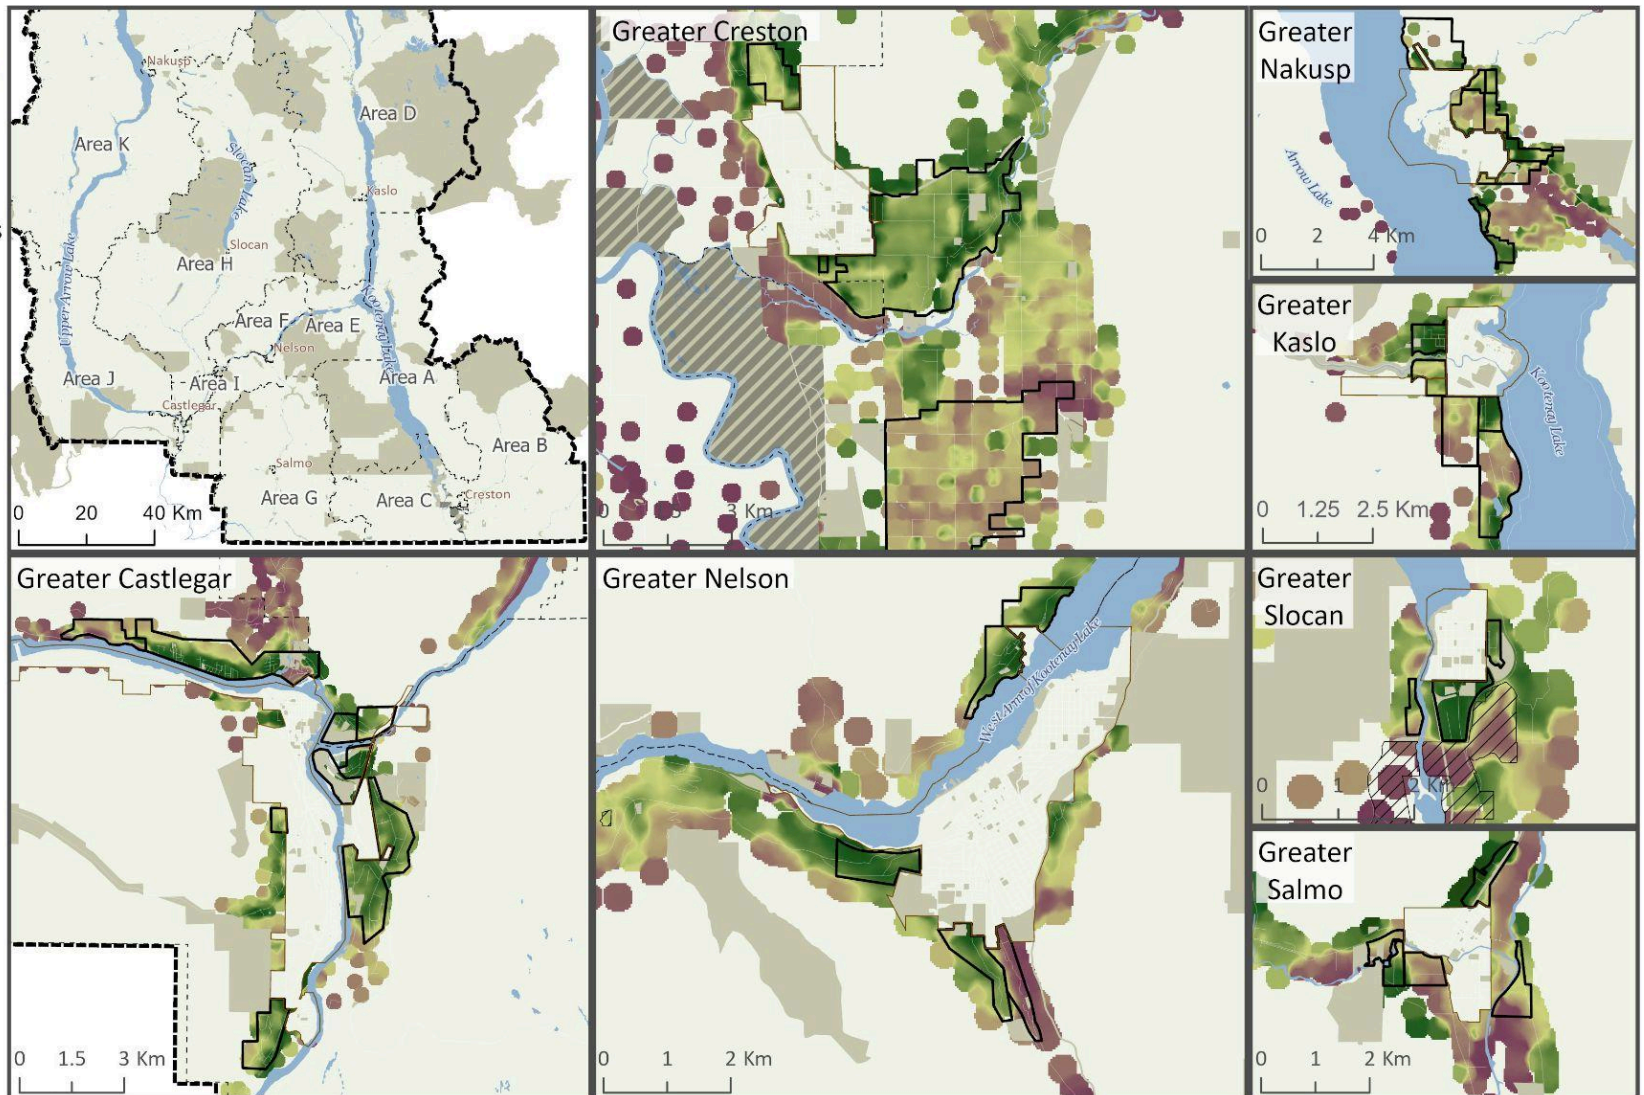 Nakusp
Area D
Area K
Slocan Lake
Kaslo
Slocan
Area H
Upper Arrow Lake
Kootenay Lake
Area F
Area E
Nelson
Area J
Area I
Area A
Castlegar
Area B
Salmo
Area G
Area C
Creston
0 20 40 Km
Greater Creston
3 Km
Greater
Nakusp
Arrow Lake
0 2 4 Km
Greater
Kaslo
Kootenay Lake
0 1.25 2.5 Km
Greater Castlegar
0 1.5 3 Km
Greater Nelson
West Arm of Kootenay Lake
0 1 2 Km
Greater
Slocan
0 1 2 Km
Greater
Salmo
0 1 2 Km